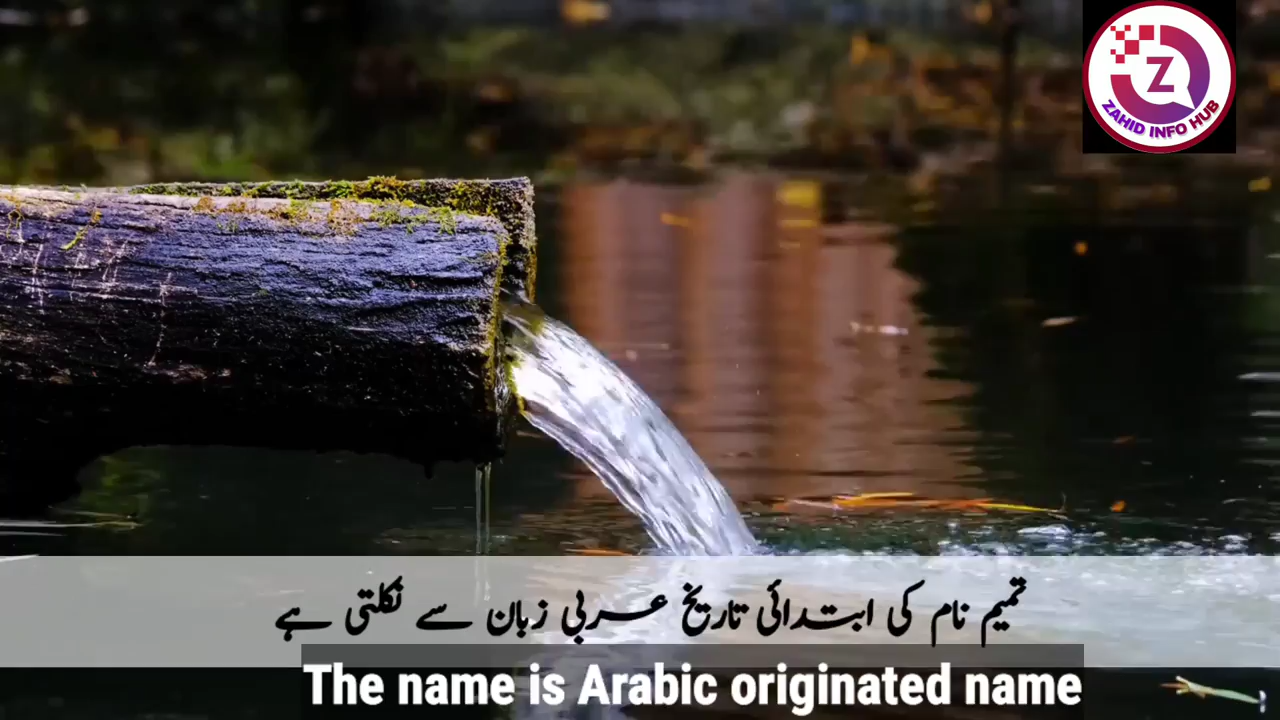 Z
ZAHID INFO HUB
تمیم نام کی ابتدائی تاریخ عربی زبان سے نکلتی ہے
The name is Arabic originated name